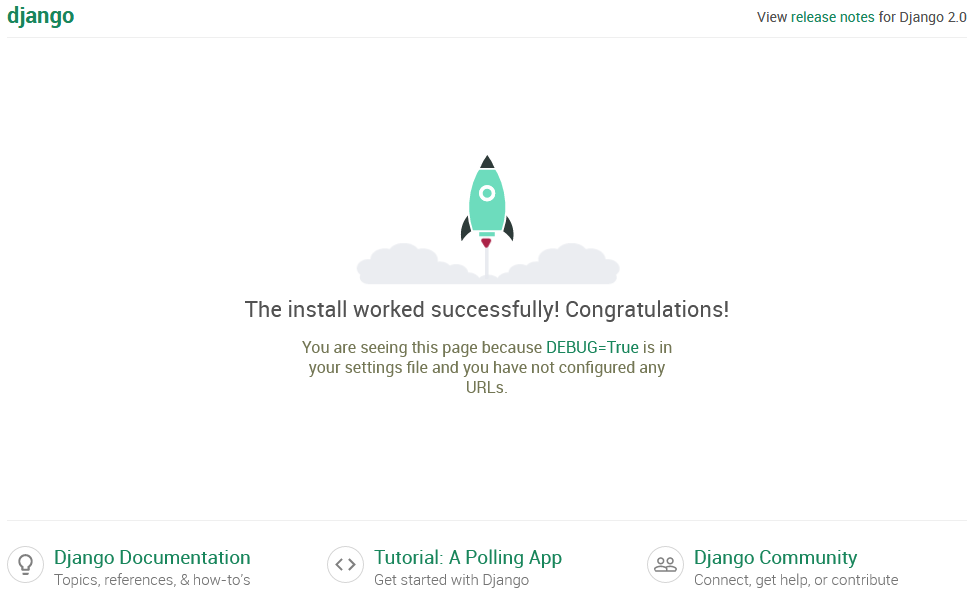 django
View release notes for Django 2.0
The install worked successfully! Congratulations!
You are seeing this page because DEBUG=True is in
your settings file and you have not configured any
URLs.
Django Documentation
Topics, references, & how-to's
Tutorial: A Polling App
Get started with Django
Django Community
Connect, get help, or contribute